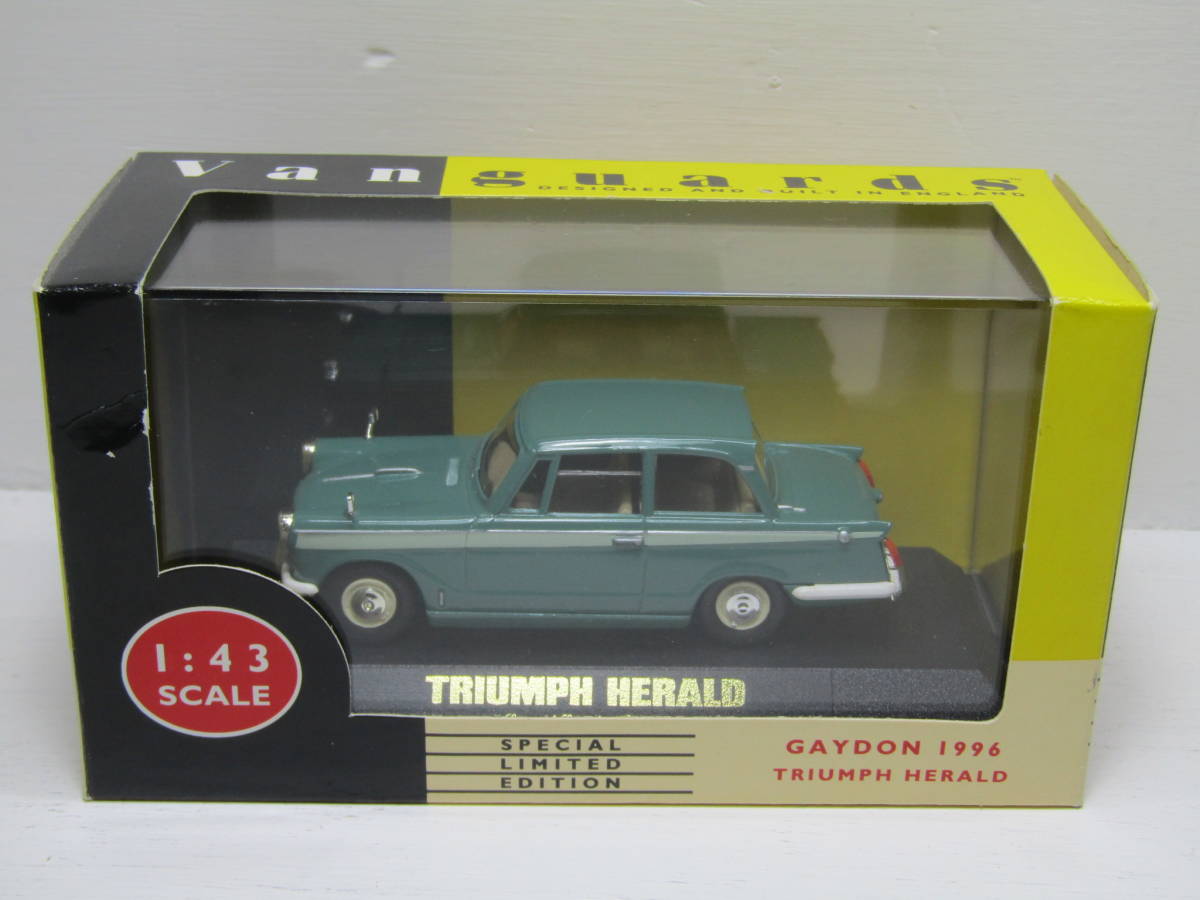 Vanguards
DESIGNED AND BUILT IN ENGLAND
1:43
SCALE
TRIUMPH HERALD
SPECIAL
LIMITED
EDITION
GAYDON 1996
TRIUMPH HERALD